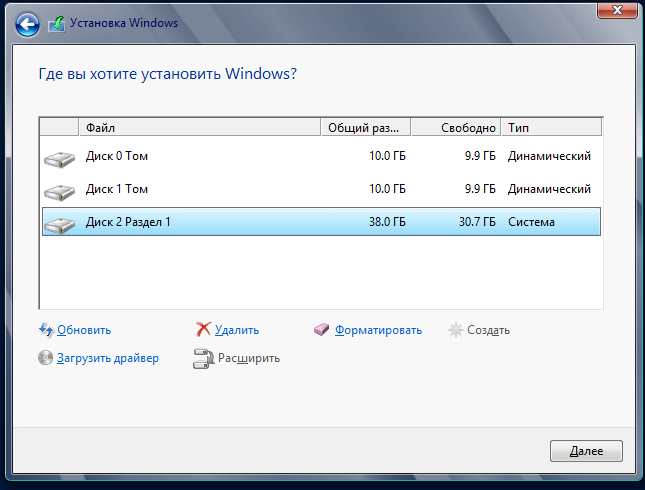 Установка Windows
Где вы хотите установить Windows?
Файл Общий раз... Свободно Тип
Диск 0 Том 10.0 ГБ 9.9 ГБ Динамический
Диск 1 Том 10.0 ГБ 9.9 ГБ Динамический
Диск 2 Раздел 1 38.0 ГБ 30.7 ГБ Система
Обновить Удалить Форматировать Создать
Загрузить драйвер Расширить
Далее